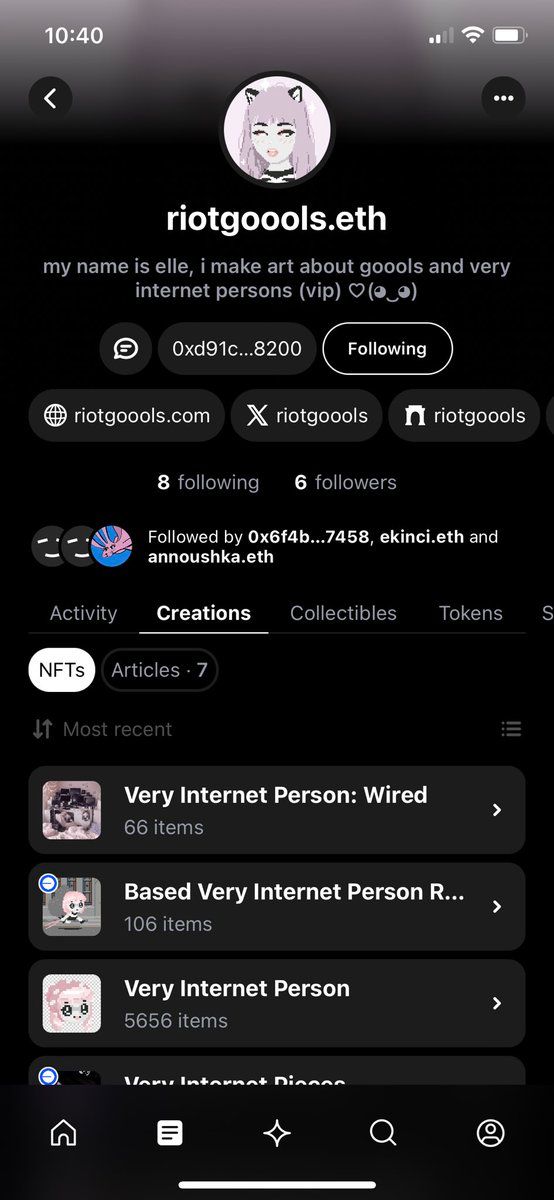 10:40
riotgoools.eth
my name is elle, i make art about goools and very
internet persons (vip) ♡(◕‿◕)
0xd91c...8200
Following
riotgoools.com
riotgoools
riotgoools
8 following 6 followers
Followed by 0x6f4b...7458, ekinci.eth and
annoushka.eth
Activity Creations Collectibles Tokens S
NFTs Articles · 7
Most recent
Very Internet Person: Wired
66 items
Based Very Internet Person R...
106 items
Very Internet Person
5656 items
Very Internet Pieces